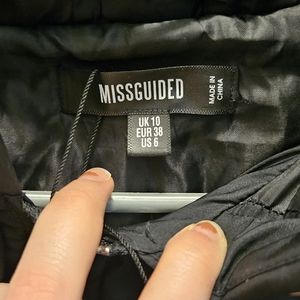 MISSGUIDED
MADE IN
CHINA
UK 10
EUR 38
US 6